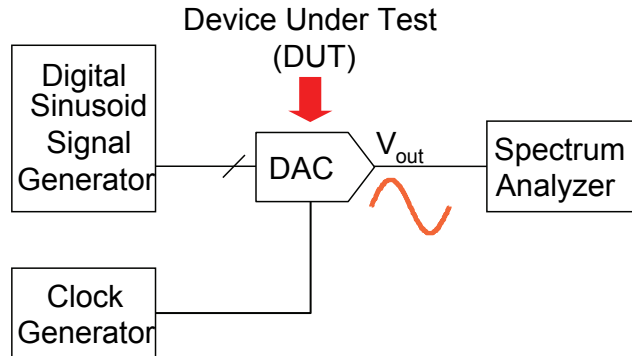 Device Under Test
(DUT)
Digital
Sinusoid
Signal
Generator
DAC
Vout
Spectrum
Analyzer
Clock
Generator